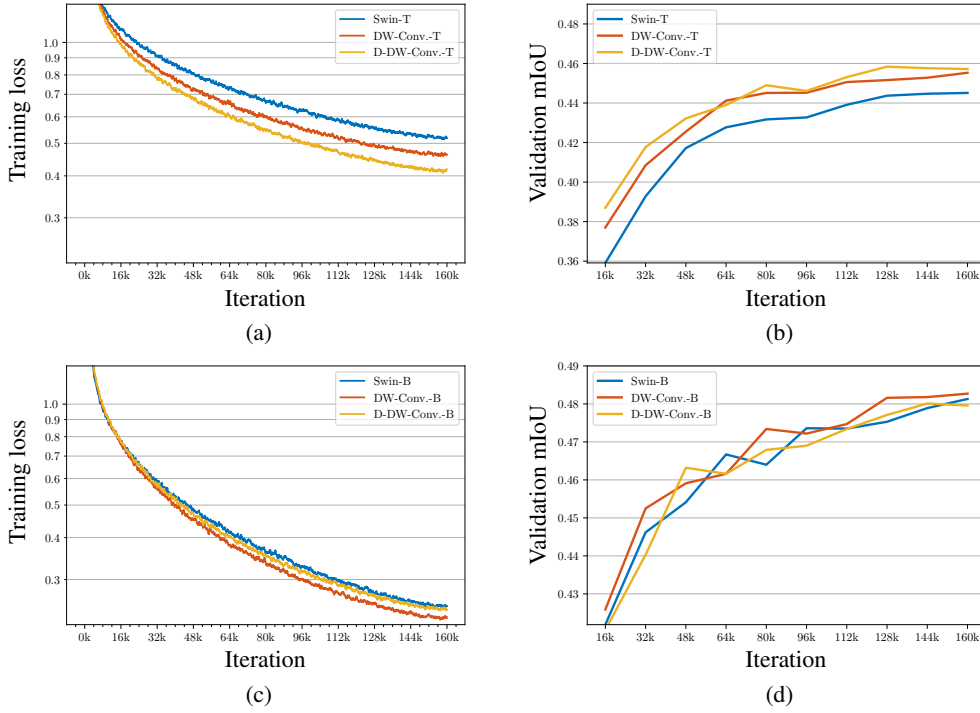 Training loss
1.0
0.9
0.8
0.7
0.6
0.5
0.4
0.3
Swin-T
DW-Conv.-T
D-DW-Conv.-T
0k 16k 32k 48k 64k 80k 96k 112k 128k 144k 160k
Iteration
(a)
Validation mIoU
0.48
0.46
0.44
0.42
0.40
0.38
0.36
Swin-T
DW-Conv.-T
D-DW-Conv.-T
16k 32k 48k 64k 80k 96k 112k 128k 144k 160k
Iteration
(b)
Training loss
1.0
0.9
0.8
0.7
0.6
0.5
0.4
0.3
Swin-B
DW-Conv.-B
D-DW-Conv.-B
0k 16k 32k 48k 64k 80k 96k 112k 128k 144k 160k
Iteration
(c)
Validation mIoU
0.49
0.48
0.47
0.46
0.45
0.44
0.43
Swin-B
DW-Conv.-B
D-DW-Conv.-B
16k 32k 48k 64k 80k 96k 112k 128k 144k 160k
Iteration
(d)